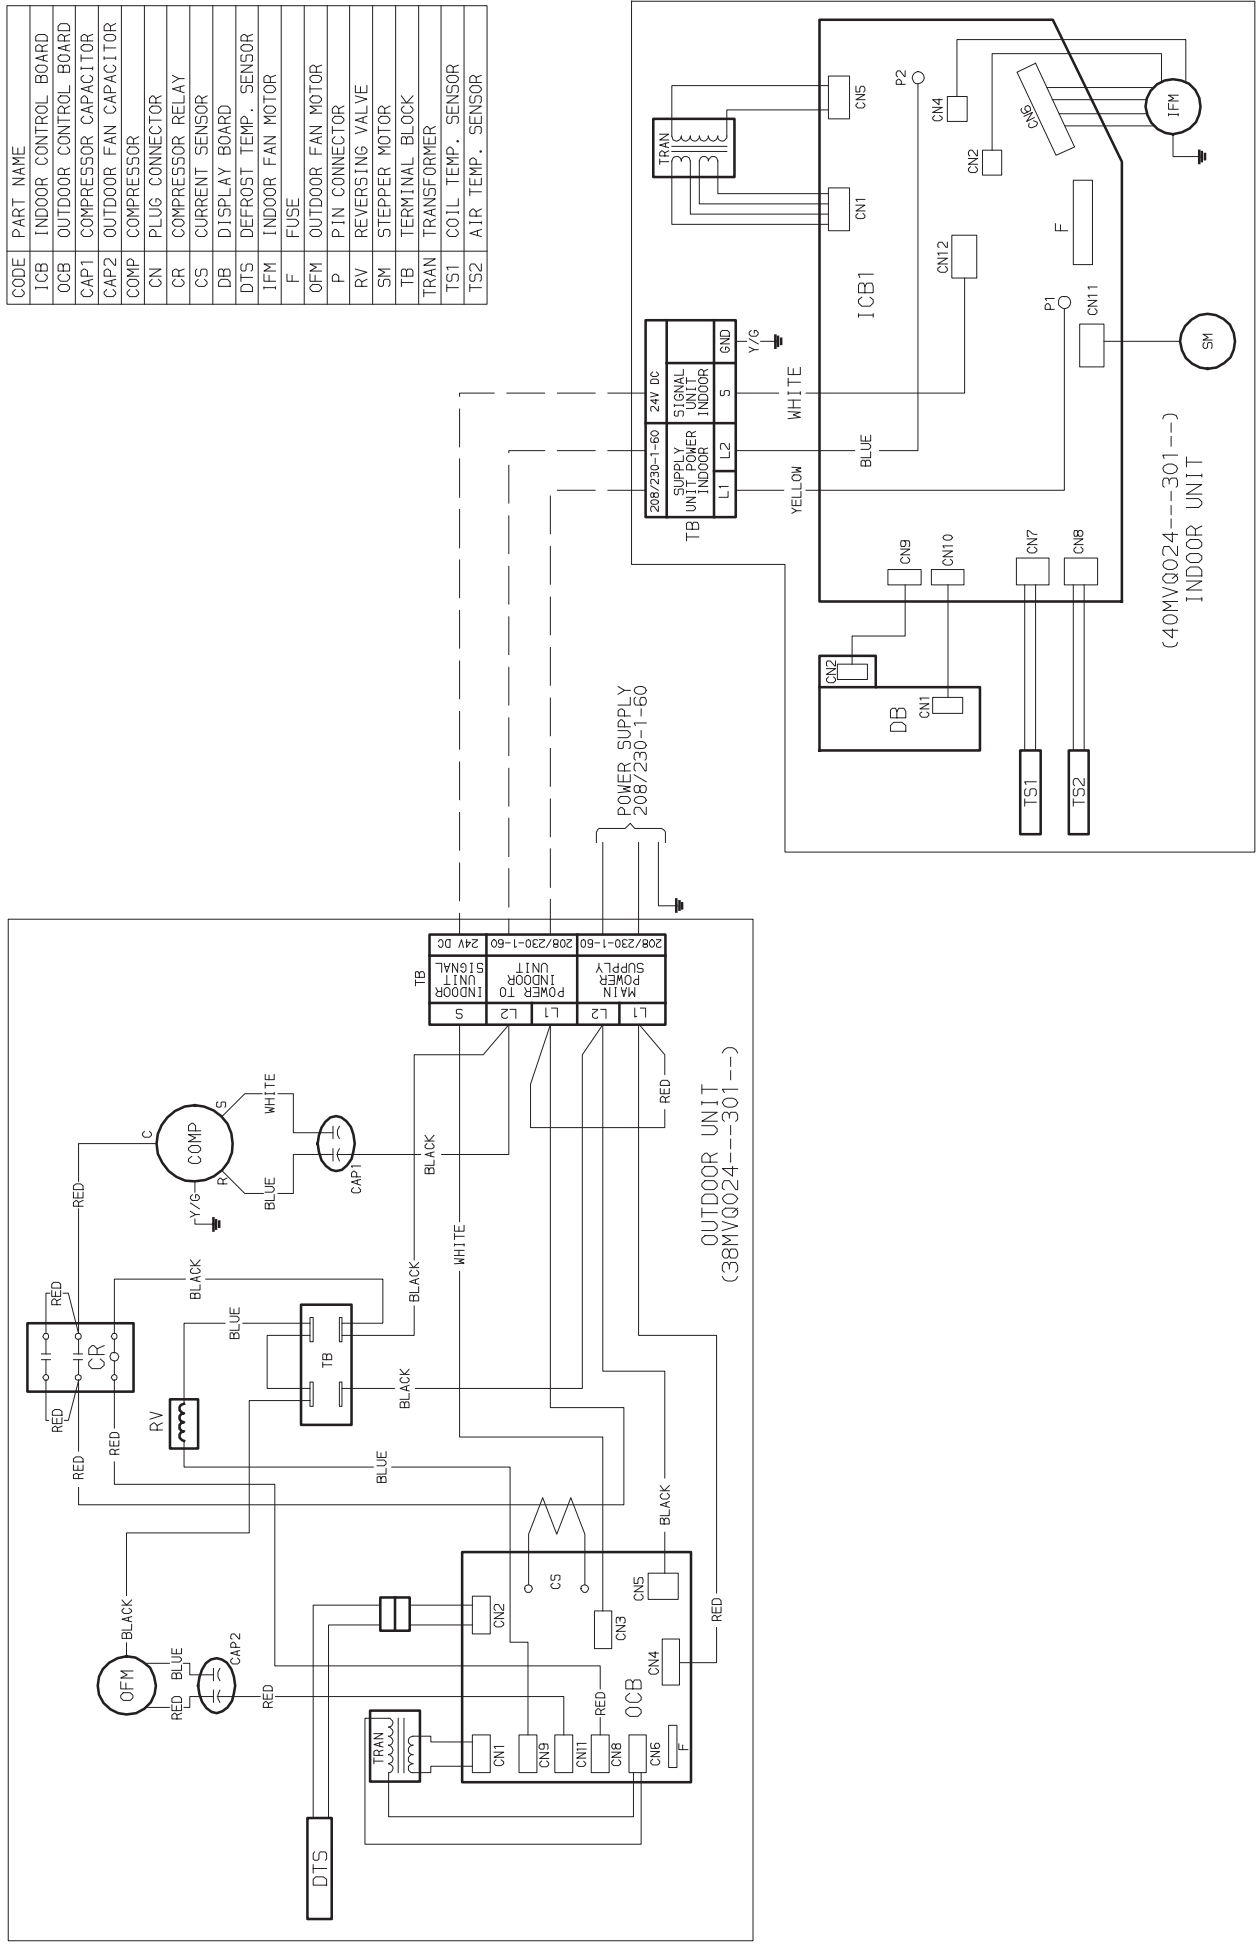 CODE PART NAME
ICB INDOOR CONTROL BOARD
OCB OUTDOOR CONTROL BOARD
CAP1 COMPRESSOR CAPACITOR
CAP2 OUTDOOR FAN CAPACITOR
COMP COMPRESSOR
CN PLUG CONNECTOR
CR COMPRESSOR RELAY
CS CURRENT SENSOR
DB DISPLAY BOARD
DTS DEFROST TEMP. SENSOR
IFM INDOOR FAN MOTOR
F FUSE
OFM OUTDOOR FAN MOTOR
P PIN CONNECTOR
RV REVERSING VALVE
SM STEPPER MOTOR
TB TERMINAL BLOCK
TRAN TRANSFORMER
TS1 COIL TEMP. SENSOR
TS2 AIR TEMP. SENSOR
RED
RED
RED
RED
RED
CR
BLACK
BLUE
RV
BLUE
C
COMP
S
R
WHITE
BLUE
Y/G
CAP1
BLACK
BLACK
BLACK
TB
WHITE
TB
S
L2
L1
L2
L1
INDOOR
UNIT
SIGNAL
POWER TO
INDOOR
UNIT
MAIN
POWER
SUPPLY
24V DC
208/230-1-60
208/230-1-60
RED
POWER SUPPLY
208/230-1-60
OUTDOOR UNIT
(38MVQ024---301--)
OFM
BLACK
BLUE
RED
CAP2
RED
TRAN
DTS
CN2
CS
CN3
CN5
CN4
OCB
CN1
CN9
CN11
CN8
CN6
F
RED
BLACK
RED
TRAN
CN5
CN1
P2
CN4
CN2
CN6
IFM
F
CN12
ICB1
P1
CN11
SM
TB
208/230-1-60
24V DC
SUPPLY
UNIT POWER
INDOOR
SIGNAL
UNIT
INDOOR
L1
L2
S
GND
Y/G
WHITE
BLUE
YELLOW
CN9
CN10
CN7
CN8
CN2
CN1
DB
TS1
TS2
(40MVQ024---301--)
INDOOR UNIT